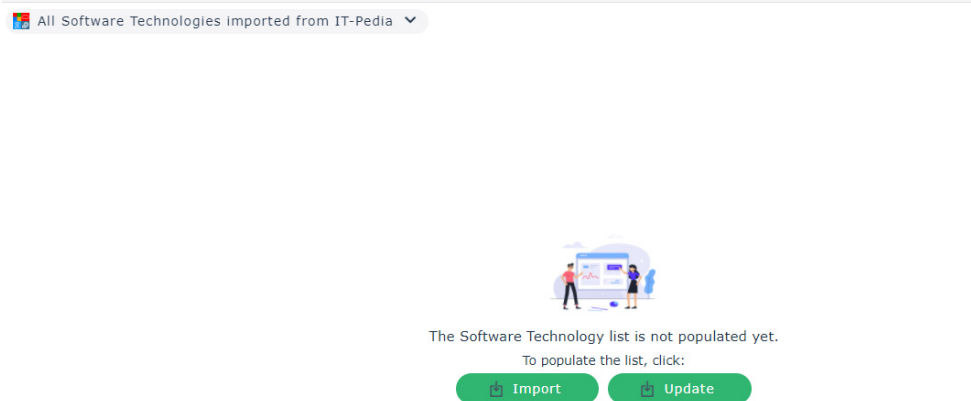 All Software Technologies imported from IT-Pedia
The Software Technology list is not populated yet.
To populate the list, click:
Import Update